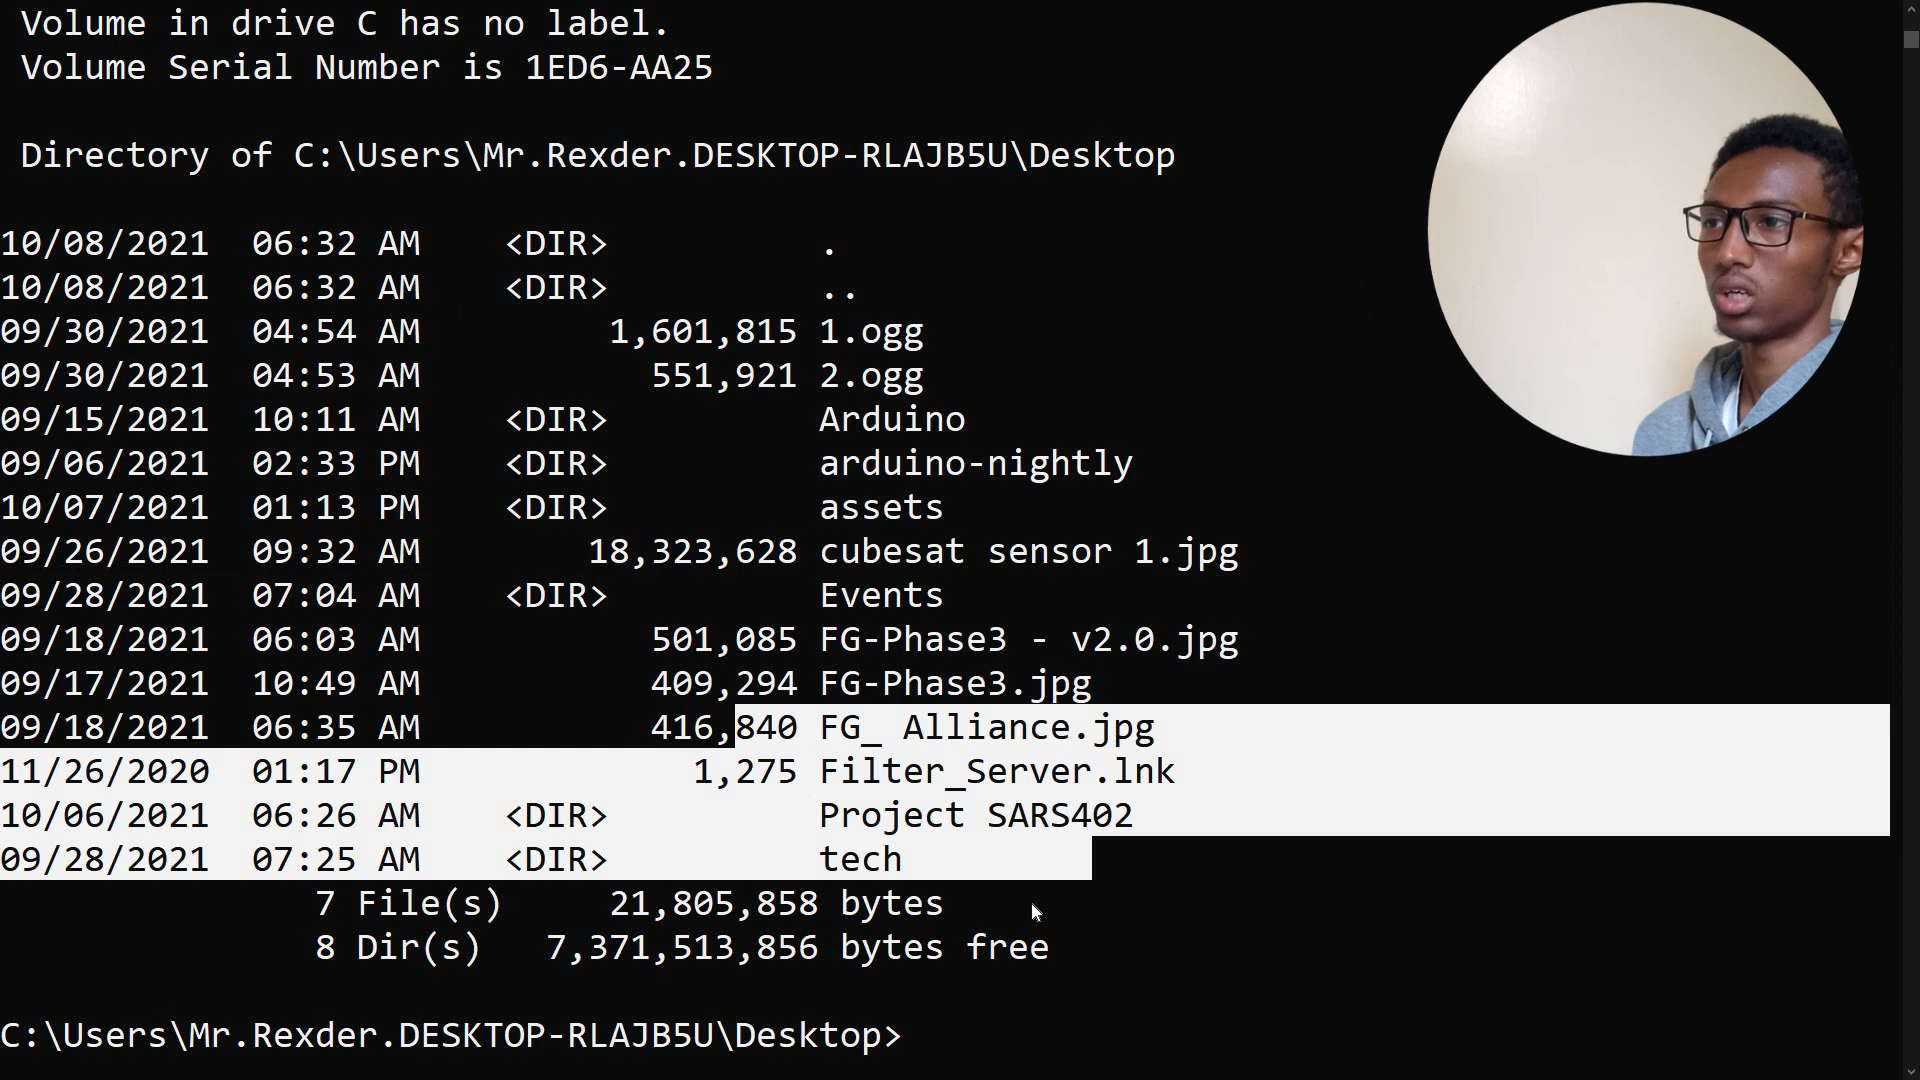 Volume in drive C has no label.
Volume Serial Number is 1ED6-AA25
Directory of C:\Users\Mr.Rexder.DESKTOP-RLAJB5U\Desktop
10/08/2021  06:32 AM    <DIR>          .
10/08/2021  06:32 AM    <DIR>          ..
09/30/2021  04:54 AM         1,601,815 1.ogg
09/30/2021  04:53 AM           551,921 2.ogg
09/15/2021  10:11 AM    <DIR>          Arduino
09/06/2021  02:33 PM    <DIR>          arduino-nightly
10/07/2021  01:13 PM    <DIR>          assets
09/26/2021  09:32 AM        18,323,628 cubesat sensor 1.jpg
09/28/2021  07:04 AM    <DIR>          Events
09/18/2021  06:03 AM           501,085 FG-Phase3 - v2.0.jpg
09/17/2021  10:49 AM           409,294 FG-Phase3.jpg
09/18/2021  06:35 AM           416,840 FG_ Alliance.jpg
11/26/2020  01:17 PM             1,275 Filter_Server.lnk
10/06/2021  06:26 AM    <DIR>          Project SARS402
09/28/2021  07:25 AM    <DIR>          tech
7 File(s)     21,805,858 bytes
8 Dir(s)   7,371,513,856 bytes free
C:\Users\Mr.Rexder.DESKTOP-RLAJB5U\Desktop>